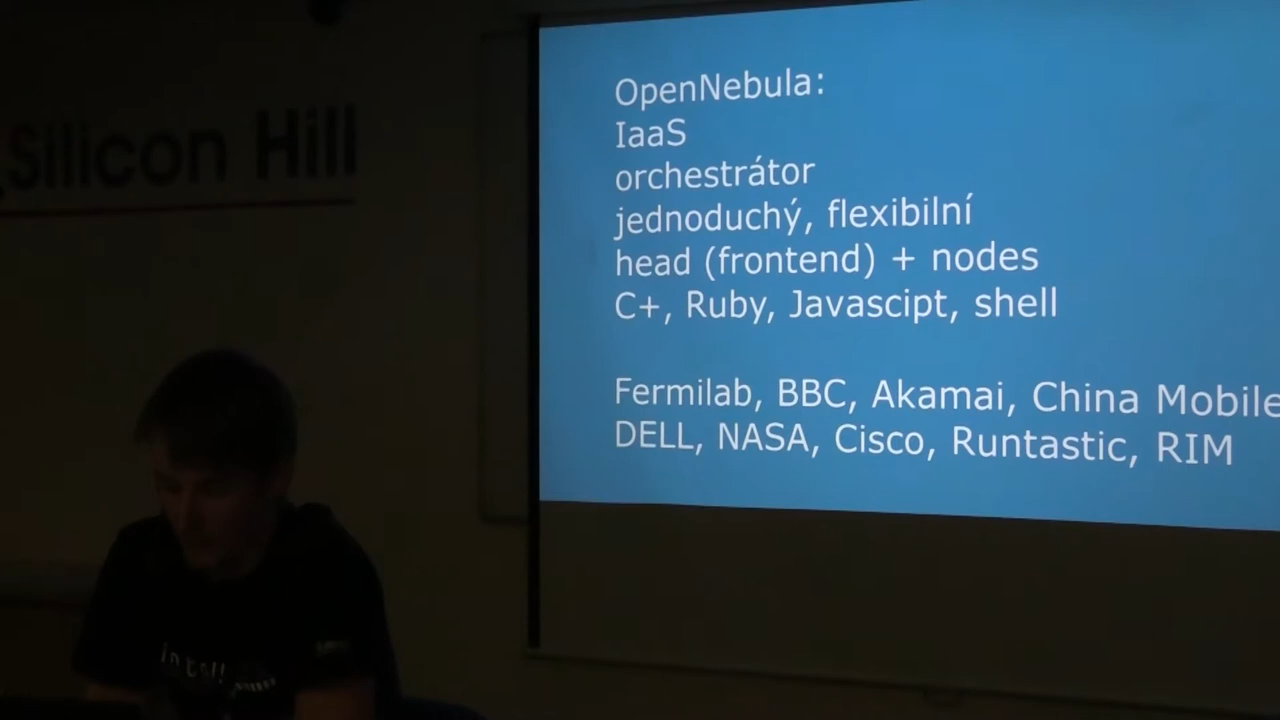 Silicon Hill
OpenNebula:
IaaS
orchestrátor
jednoduchý, flexibilní
head (frontend) + nodes
C+, Ruby, Javascipt, shell
Fermilab, BBC, Akamai, China Mobile
DELL, NASA, Cisco, Runtastic, RIM